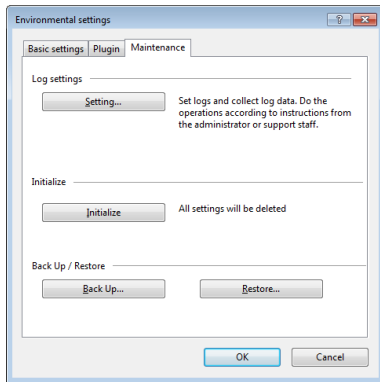 Environmental settings
Basic settings Plugin Maintenance
Log settings
Setting... Set logs and collect log data. Do the
operations according to instructions from
the administrator or support staff.
Initialize
Initialize All settings will be deleted
Back Up / Restore
Back Up... Restore...
OK Cancel